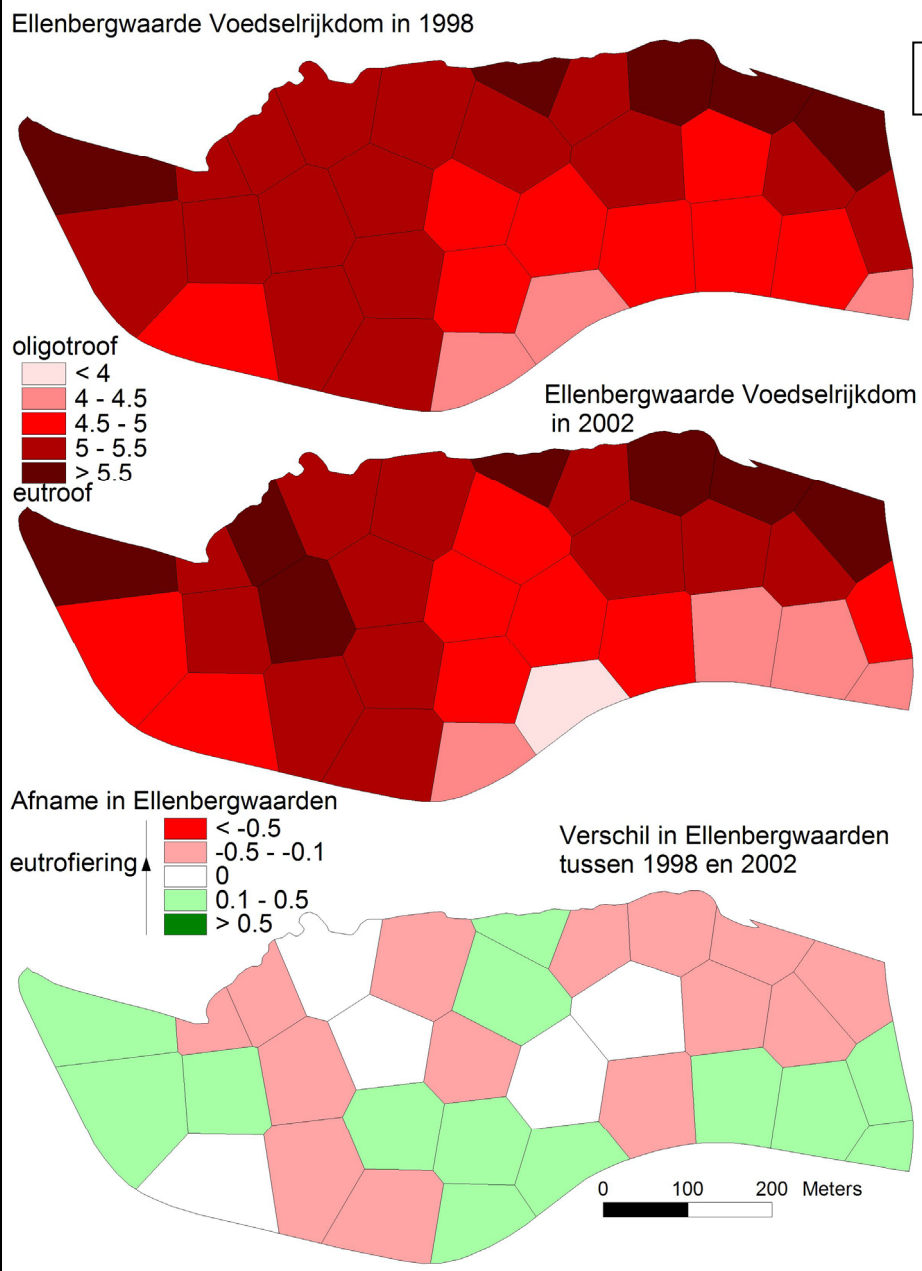 Ellenbergwaarde Voedselrijkdom in 1998
oligotroof
< 4
4 - 4.5
4.5 - 5
5 - 5.5
> 5.5
eutroof
Ellenbergwaarde Voedselrijkdom
in 2002
Afname in Ellenbergwaarden
eutrofiering
< -0.5
-0.5 - -0.1
0
0.1 - 0.5
> 0.5
Verschil in Ellenbergwaarden
tussen 1998 en 2002
0 100 200 Meters